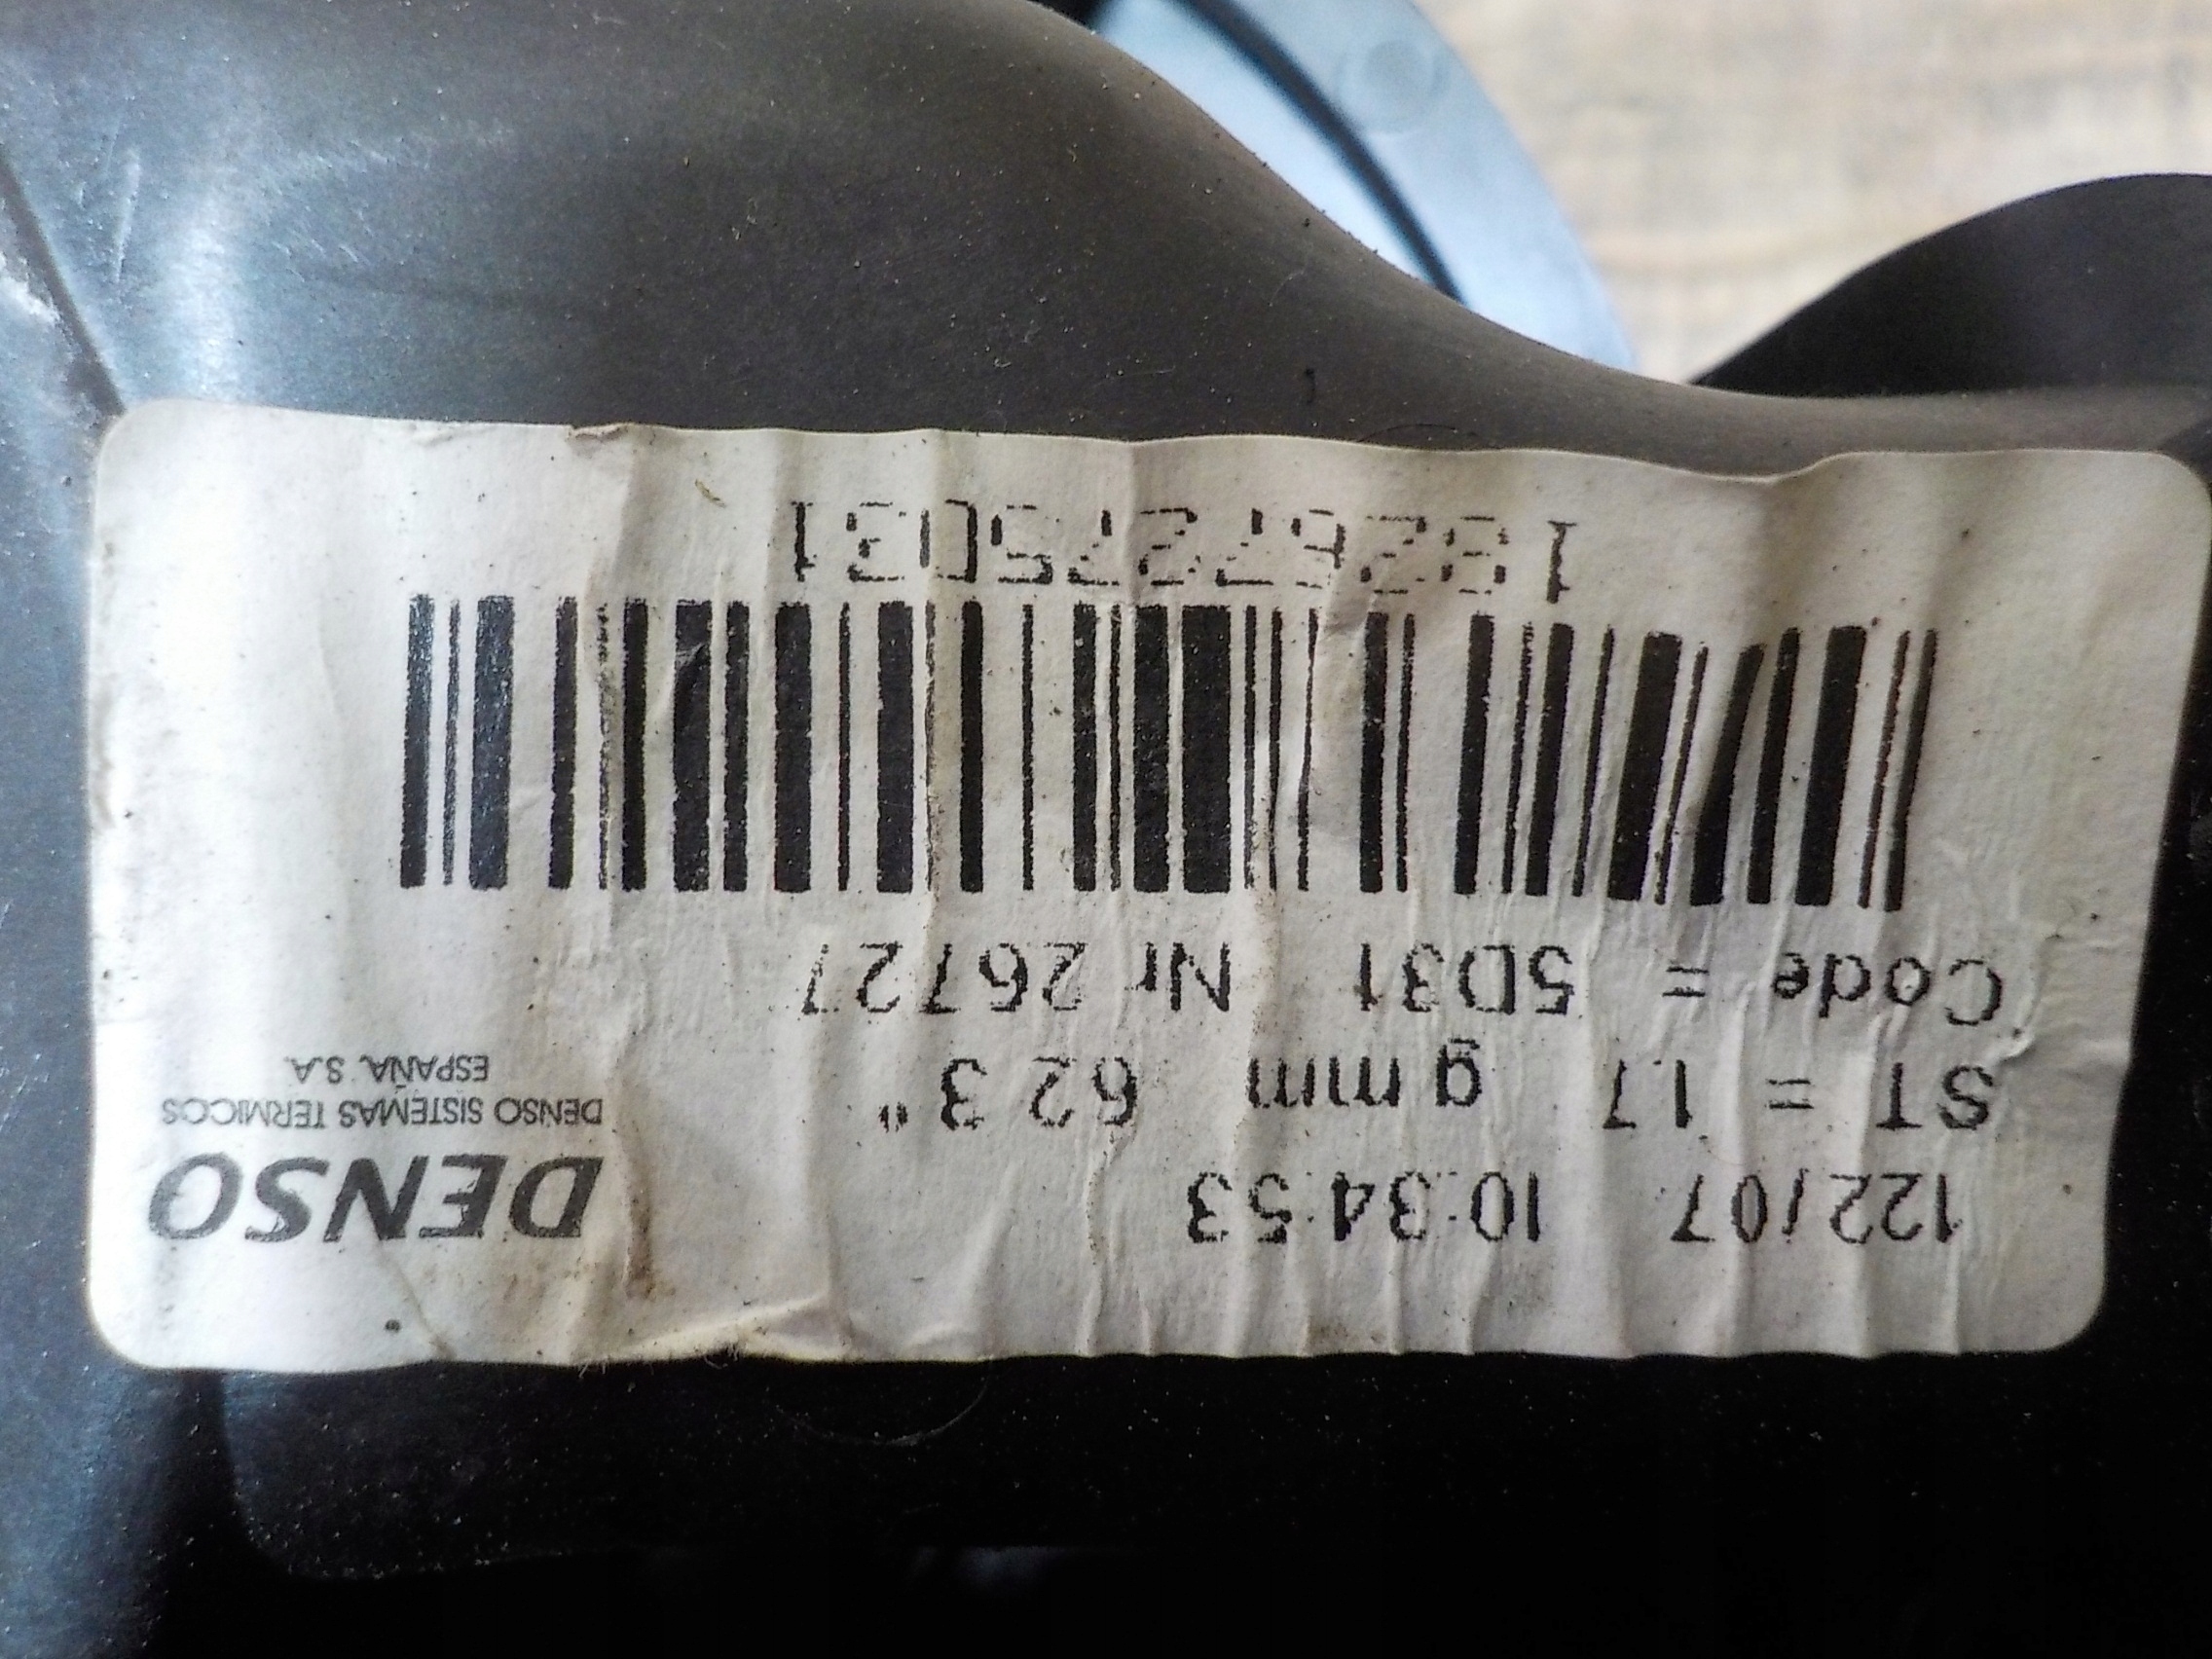 122/07 10:34:53
DENSO
ST = 1.7 g mm 62 3 "
DENSO SISTEMAS TERMICOS
ESPAÑA, S.A.
Code = 5D31 Nr 26727
18267275D31